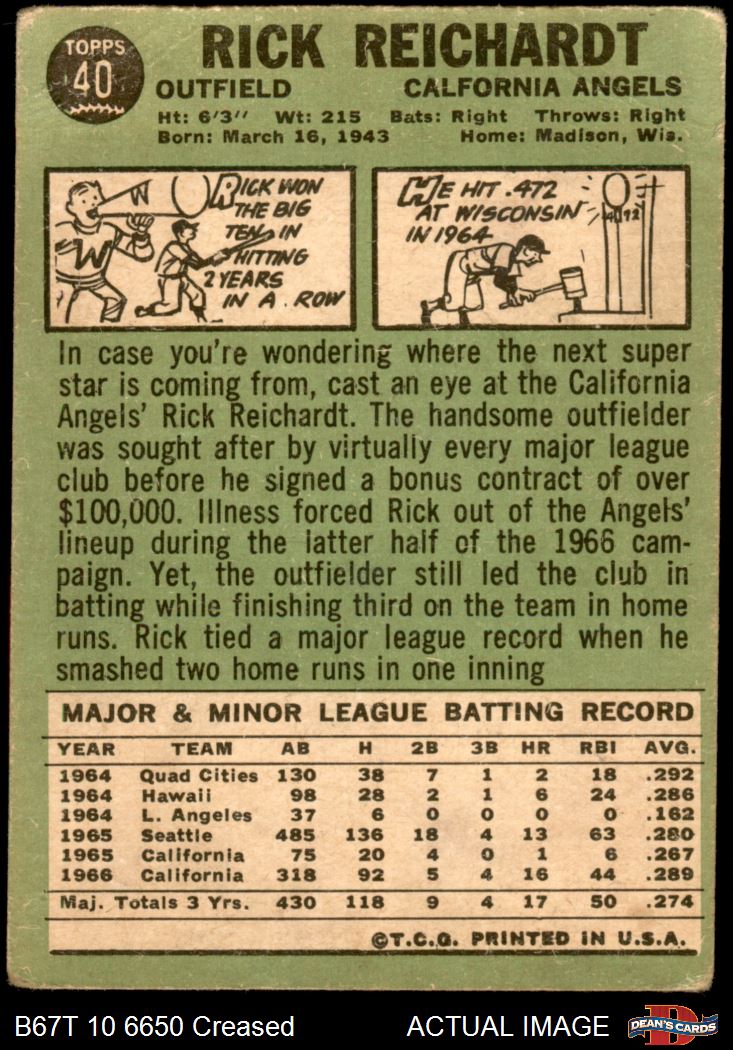 TOPPS
40
RICK REICHARDT
OUTFIELD CALFORNIA ANGELS
Ht: 6'3" Wt: 215 Bats: Right Throws: Right
Born: March 16, 1943 Home: Madison, Wis.
W
W
RICK WON
THE BIG
TEN IN
HITTING
2 YEARS
IN A ROW
HE HIT .472
AT WISCONSIN
IN 1964
.472
In case you're wondering where the next super
star is coming from, cast an eye at the California
Angels' Rick Reichardt. The handsome outfielder
was sought after by virtually every major league
club before he signed a bonus contract of over
$100,000. Illness forced Rick out of the Angels'
lineup during the latter half of the 1966 cam-
paign. Yet, the outfielder still led the club in
batting while finishing third on the team in home
runs. Rick tied a major league record when he
smashed two home runs in one inning
MAJOR & MINOR LEAGUE BATTING RECORD
YEAR TEAM AB H 2B 3B HR RBI AVG.
1964 Quad Cities 130 38 7 1 2 18 .292
1964 Hawaii 98 28 2 1 6 24 .286
1964 L. Angeles 37 6 0 0 0 0 .162
1965 Seattle 485 136 18 4 13 63 .280
1965 California 75 20 4 0 1 6 .267
1966 California 318 92 5 4 16 44 .289
Maj. Totals 3 Yrs. 430 118 9 4 17 50 .274
©T.C.G. PRINTED IN U.S.A.
B67T 10 6650 Creased ACTUAL IMAGE
D
DEAN'S CARDS